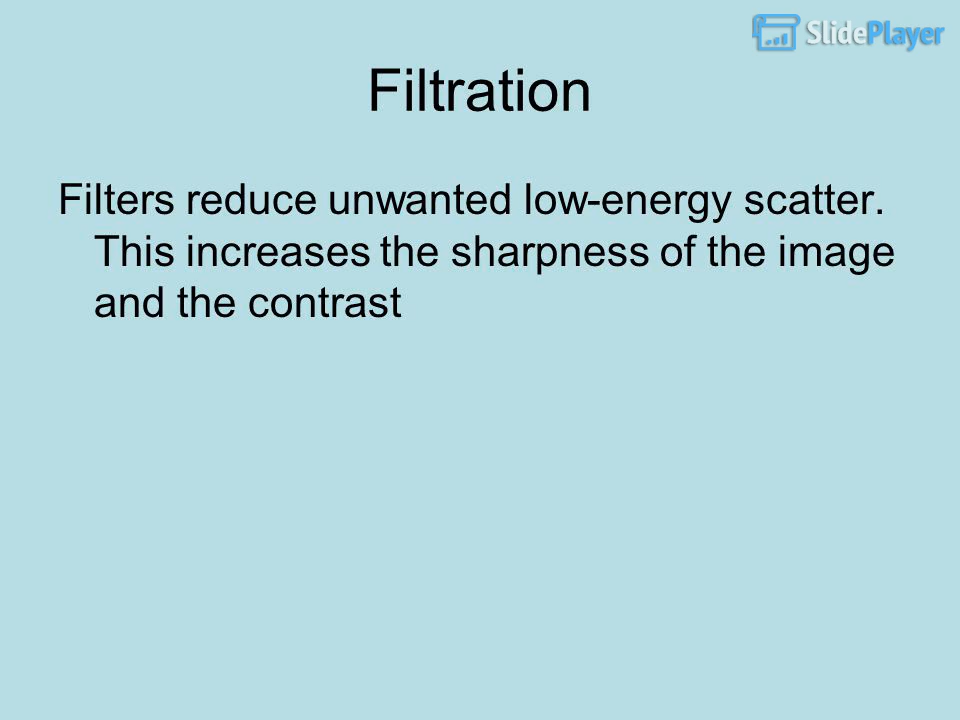 SlidePlayer
Filtration
Filters reduce unwanted low-energy scatter.
This increases the sharpness of the image
and the contrast